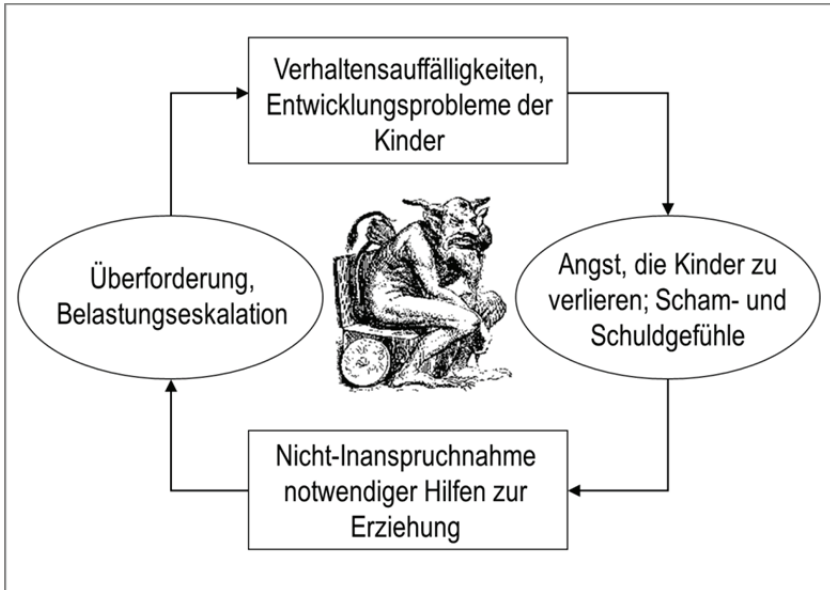 Verhaltensauffälligkeiten,
Entwicklungsprobleme der
Kinder
Angst, die Kinder zu
verlieren; Scham- und
Schuldgefühle
Nicht-Inanspruchnahme
notwendiger Hilfen zur
Erziehung
Überforderung,
Belastungseskalation